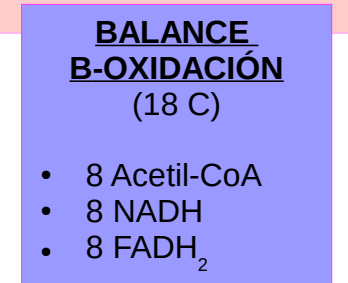 BALANCE
B-OXIDACIÓN
(18 C)
• 8 Acetil-CoA
• 8 NADH
• 8 FADH₂